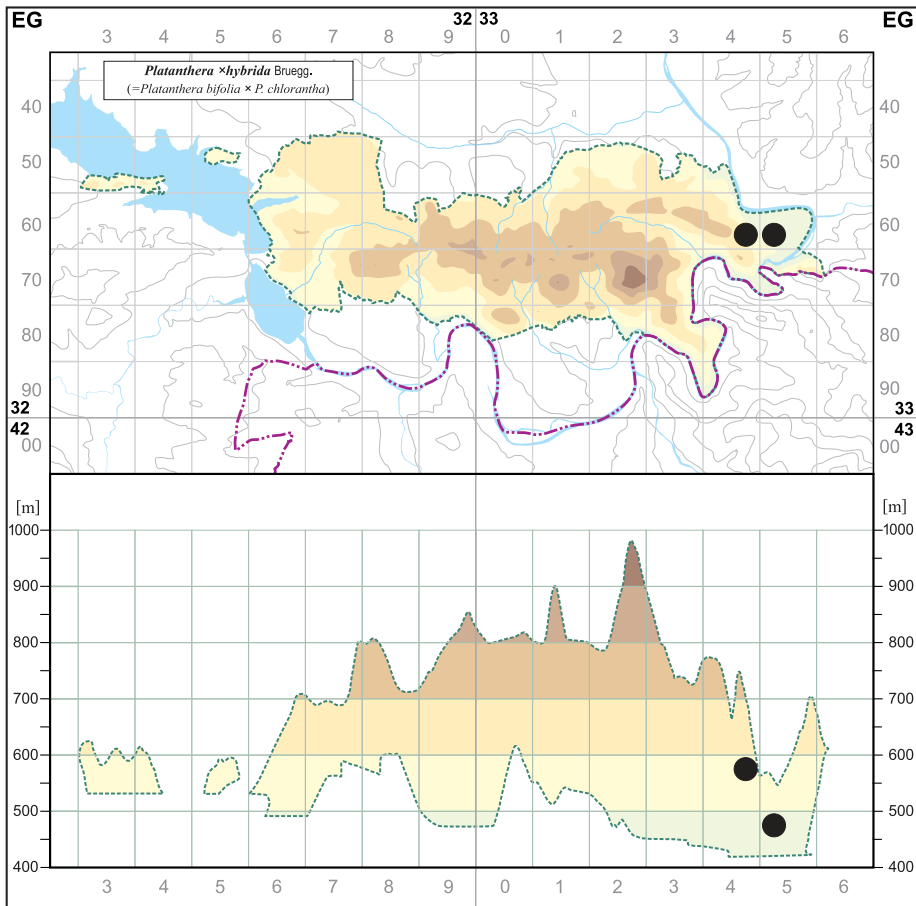 EG 32 33 EG
3 4 5 6 7 8 9 0 1 2 3 4 5 6
Platanthera ×hybrida Bruegg.
(=Platanthera bifolia × P. chlorantha)
40 40
50 50
60 60
70 70
80 80
90 90
32 33
42 43
00 00
[m] [m]
1000 1000
900 900
800 800
700 700
600 600
500 500
400 400
3 4 5 6 7 8 9 0 1 2 3 4 5 6